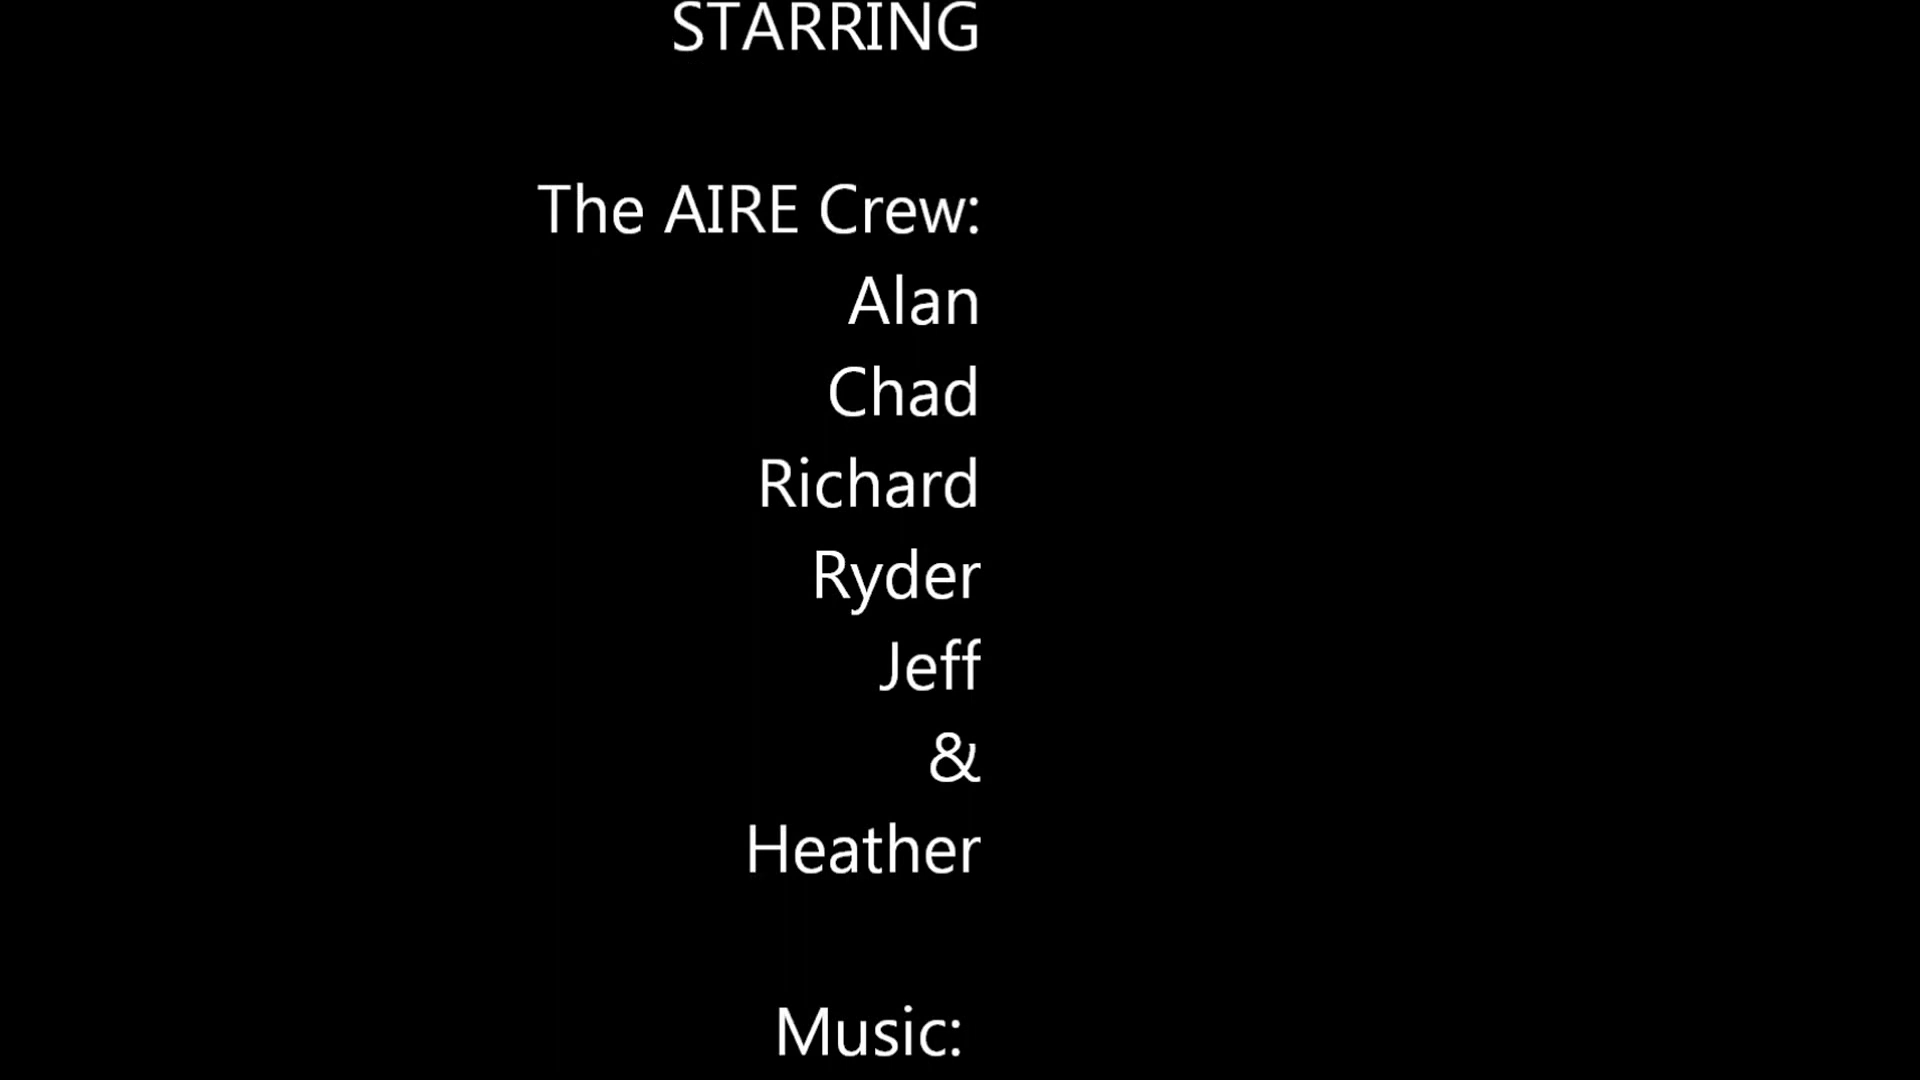 STARRING
The AIRE Crew:
Alan
Chad
Richard
Ryder
Jeff
&
Heather
Music: